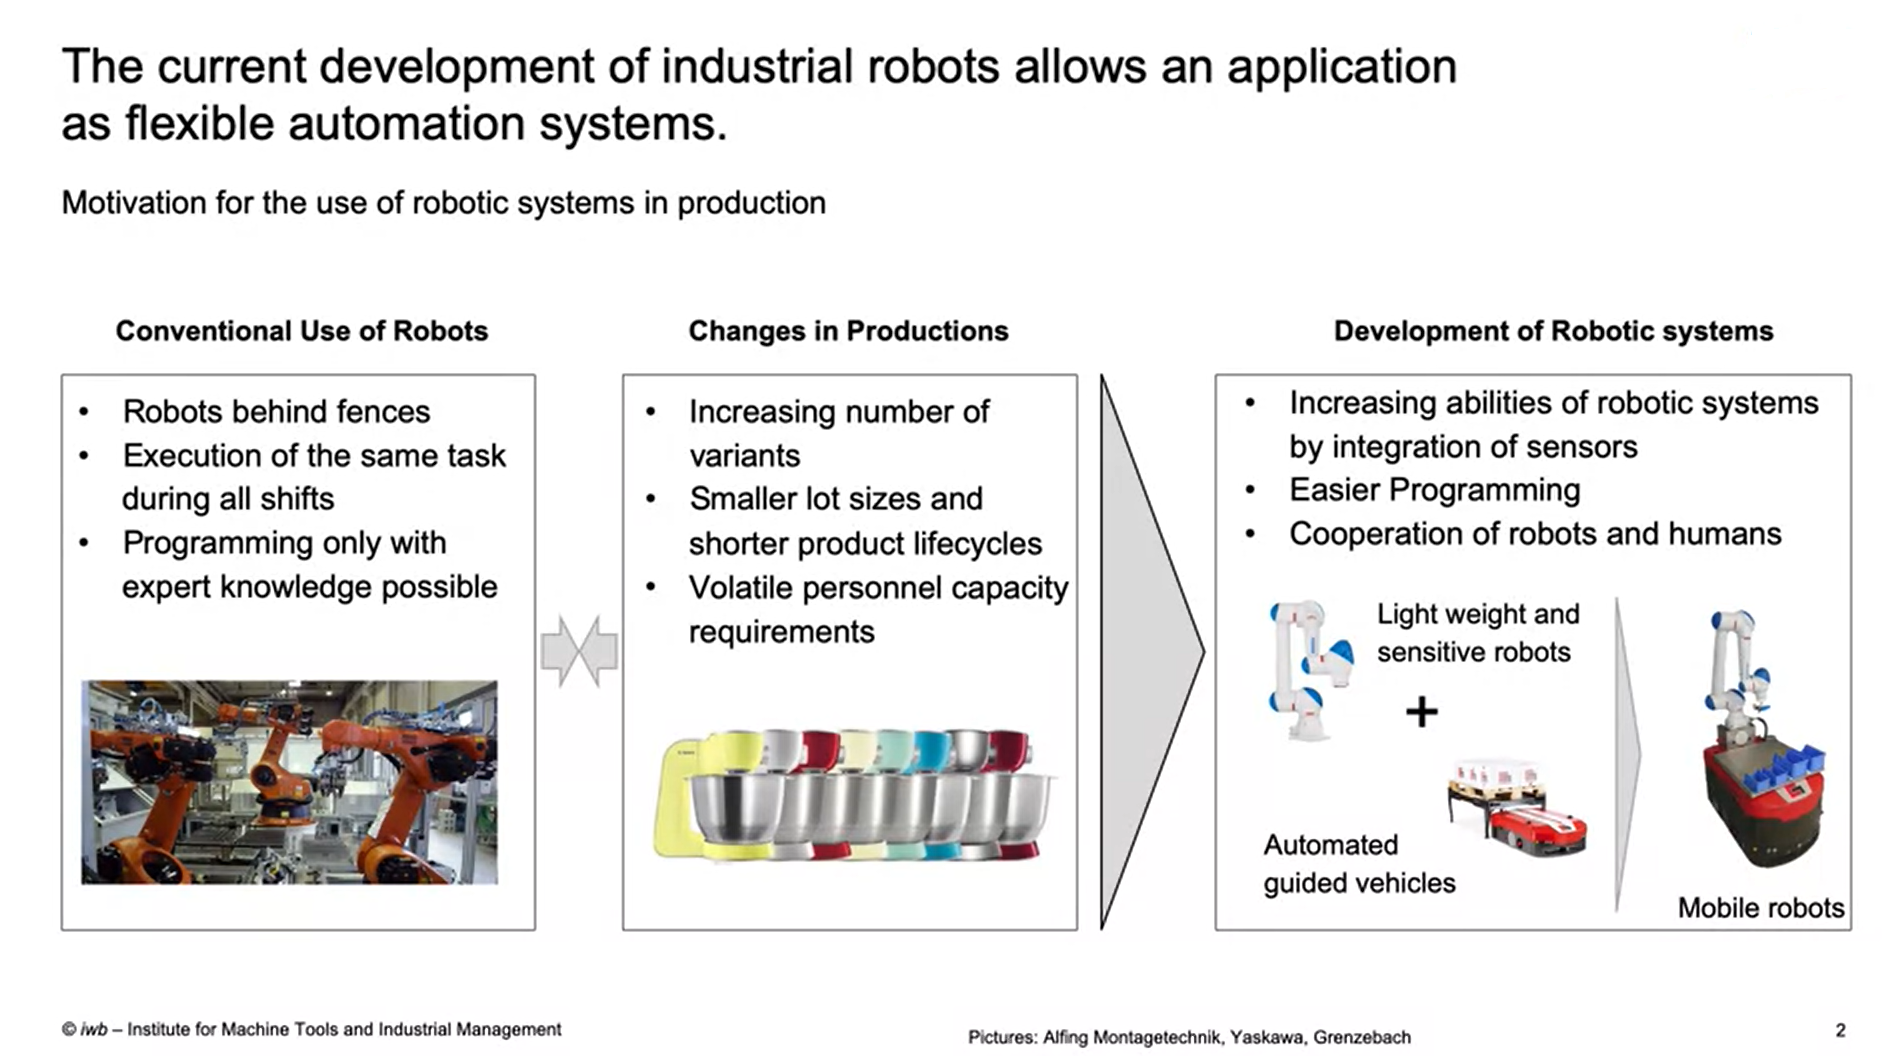 The current development of industrial robots allows an application
as flexible automation systems.
Motivation for the use of robotic systems in production
Conventional Use of Robots
• Robots behind fences
• Execution of the same task
during all shifts
• Programming only with
expert knowledge possible
Changes in Productions
• Increasing number of
variants
• Smaller lot sizes and
shorter product lifecycles
• Volatile personnel capacity
requirements
Development of Robotic systems
• Increasing abilities of robotic systems
by integration of sensors
• Easier Programming
• Cooperation of robots and humans
Light weight and
sensitive robots
+
Automated
guided vehicles
Mobile robots
© iwb – Institute for Machine Tools and Industrial Management
Pictures: Alfing Montagetechnik, Yaskawa, Grenzebach
2